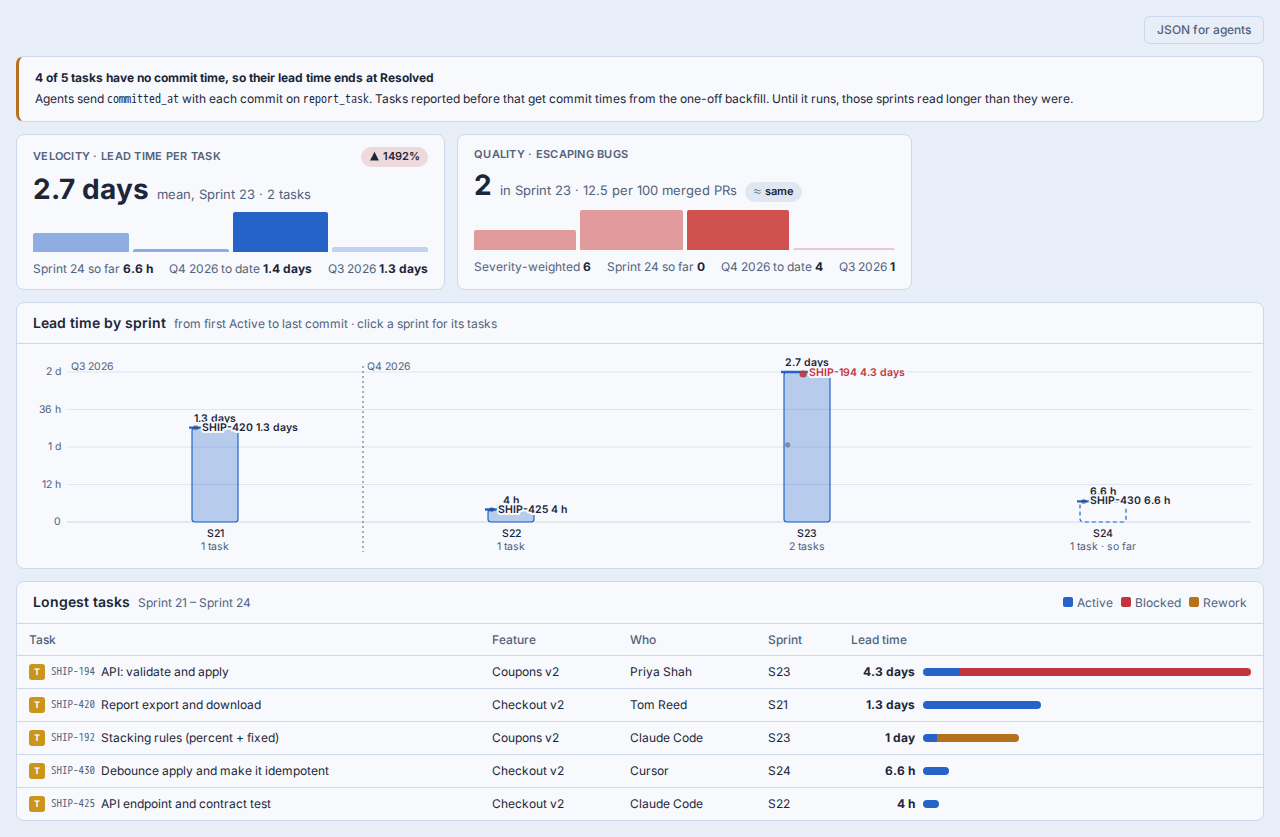 JSON for agents
4 of 5 tasks have no commit time, so their lead time ends at Resolved
Agents send committed_at with each commit on report_task. Tasks reported before that get commit times from the one-off backfill. Until it runs, those sprints read longer than they were.
VELOCITY · LEAD TIME PER TASK ▲ 1492%
2.7 days mean, Sprint 23 · 2 tasks
Sprint 24 so far 6.6 h Q4 2026 to date 1.4 days Q3 2026 1.3 days
QUALITY · ESCAPING BUGS
2 in Sprint 23 · 12.5 per 100 merged PRs ≈ same
Severity-weighted 6 Sprint 24 so far 0 Q4 2026 to date 4 Q3 2026 1
Lead time by sprint from first Active to last commit · click a sprint for its tasks
Q3 2026 Q4 2026
2 d
36 h
1 d
12 h
0
1.3 days
SHIP-420 1.3 days
4 h
SHIP-425 4 h
2.7 days
SHIP-194 4.3 days
6.6 h
SHIP-430 6.6 h
S21 S22 S23 S24
1 task 1 task 2 tasks 1 task · so far
Longest tasks Sprint 21 – Sprint 24 Active Blocked Rework
Task Feature Who Sprint Lead time
T SHIP-194 API: validate and apply Coupons v2 Priya Shah S23 4.3 days
T SHIP-420 Report export and download Checkout v2 Tom Reed S21 1.3 days
T SHIP-192 Stacking rules (percent + fixed) Coupons v2 Claude Code S23 1 day
T SHIP-430 Debounce apply and make it idempotent Checkout v2 Cursor S24 6.6 h
T SHIP-425 API endpoint and contract test Checkout v2 Claude Code S22 4 h